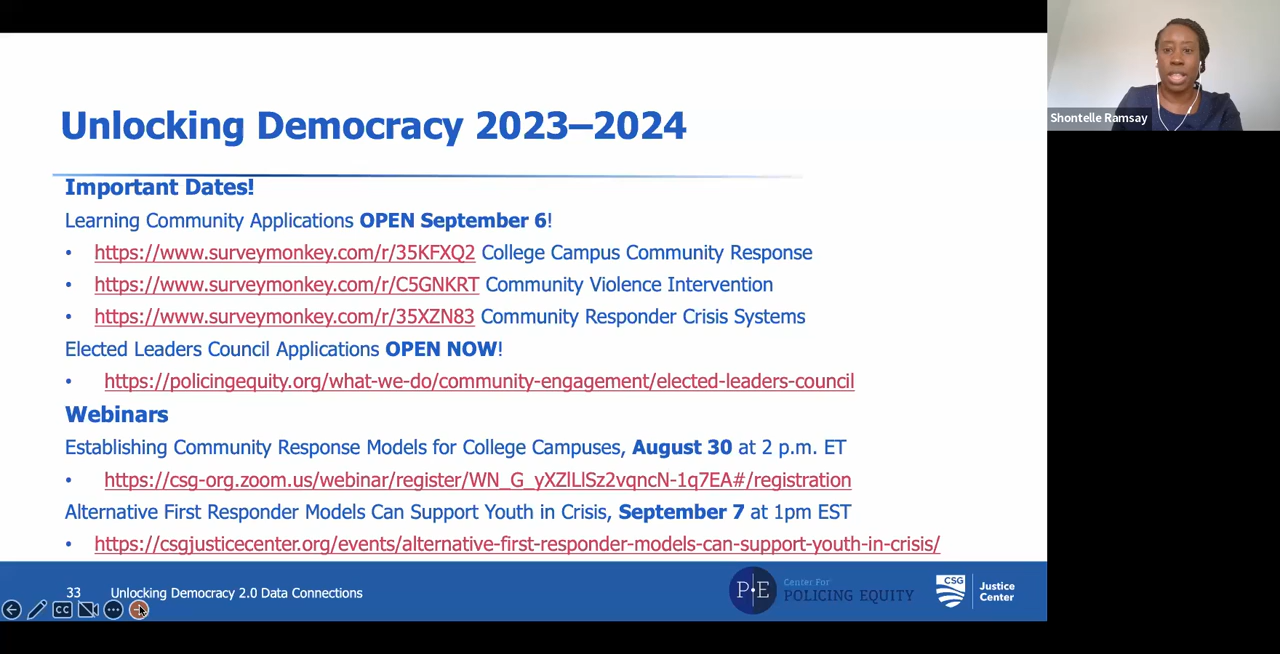 Unlocking Democracy 2023–2024
Important Dates!
Learning Community Applications OPEN September 6!
• https://www.surveymonkey.com/r/35KFXQ2 College Campus Community Response
• https://www.surveymonkey.com/r/C5GNKRT Community Violence Intervention
• https://www.surveymonkey.com/r/35XZN83 Community Responder Crisis Systems
Elected Leaders Council Applications OPEN NOW!
• https://policingequity.org/what-we-do/community-engagement/elected-leaders-council
Webinars
Establishing Community Response Models for College Campuses, August 30 at 2 p.m. ET
• https://csg-org.zoom.us/webinar/register/WN_G_yXZlLlSz2vqncN-1q7EA#/registration
Alternative First Responder Models Can Support Youth in Crisis, September 7 at 1pm EST
• https://csgjusticecenter.org/events/alternative-first-responder-models-can-support-youth-in-crisis/
33 Unlocking Democracy 2.0 Data Connections
P E
Center For
POLICING EQUITY
CSG
Justice
Center
CC
Shontelle Ramsay